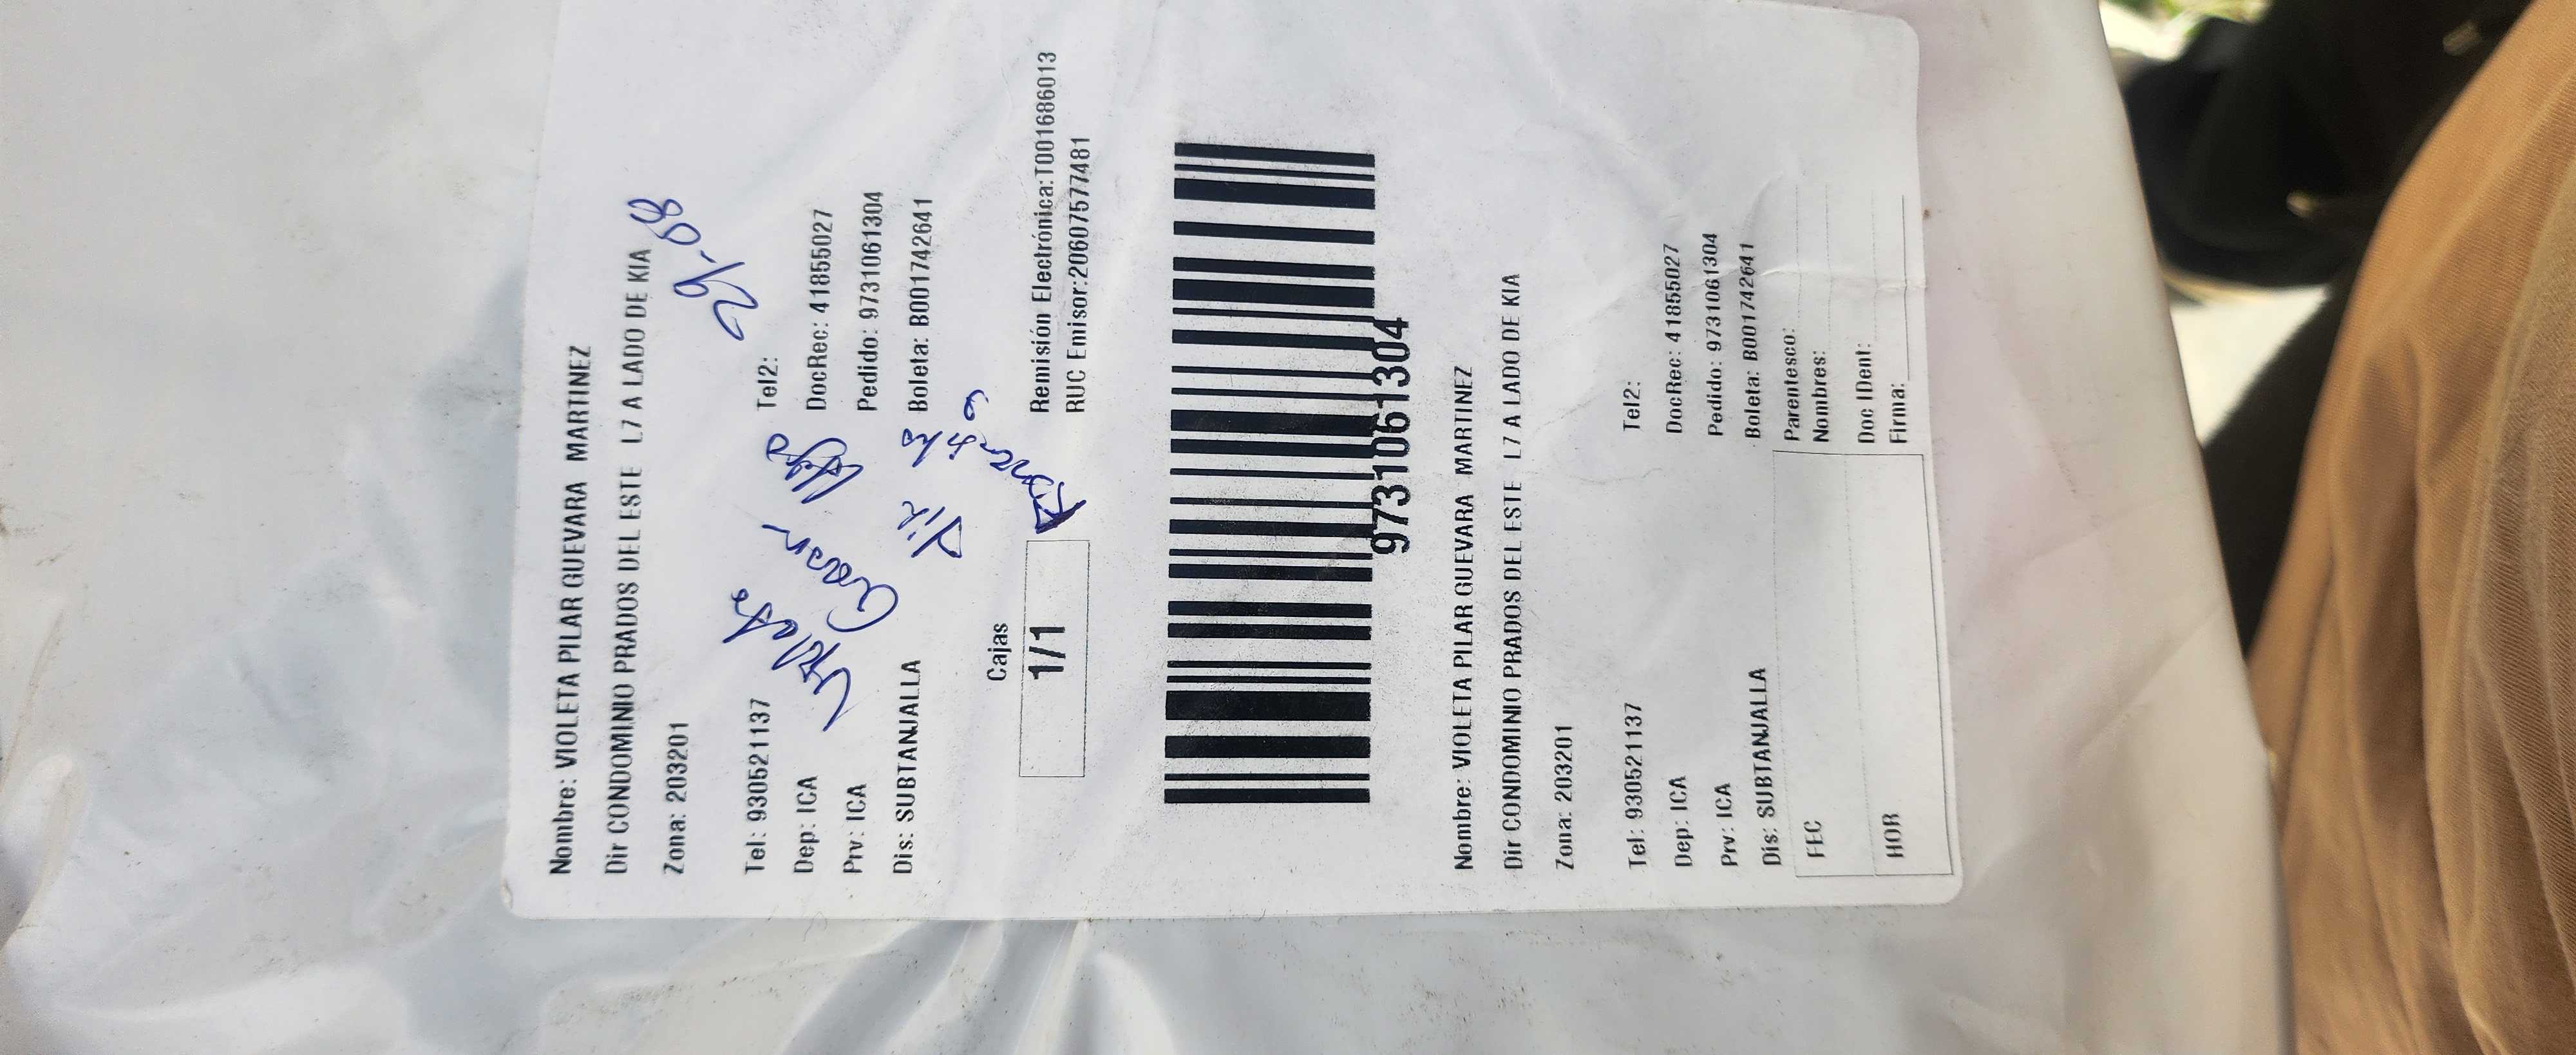 Nombre: VIOLETA PILAR GUEVARA MARTINEZ
Dir CONDOMINIO PRADOS DEL ESTE L7 A LADO DE KIA
Zona: 203201
29-08
Tel: 930521137 Tel2:
Dep: ICA DocRec: 41855027
Prv: ICA Pedido: 9731061304
Dis: SUBTANJALLA Boleta: B001742641
Cajas
1/1
Remisión Electrónica:T001686013
RUC Emisor:20607577481
9731061304
Nombre: VIOLETA PILAR GUEVARA MARTINEZ
Dir CONDOMINIO PRADOS DEL ESTE L7 A LADO DE KIA
Zona: 203201
Tel: 930521137 Tel2:
Dep: ICA DocRec: 41855027
Prv: ICA Pedido: 9731061304
Dis: SUBTANJALLA Boleta: B001742641
FEC
HOR
Parentesco:
Nombres:
Doc IDent:
Firma: